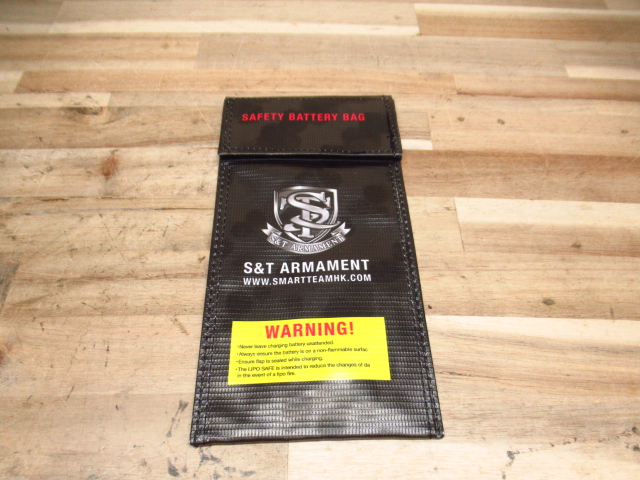 SAFETY BATTERY BAG
S&T ARMAMENT
S&T ARMAMENT
WWW.SMARTTEAMHK.COM
WARNING!
•Never leave charging battery unattended.
•Always ensure the battery is on a non-flammable surfac
•Ensure flap is sealed while charging.
•The LIPO SAFE is intended to reduce the changes of da
in the event of a lipo fire.